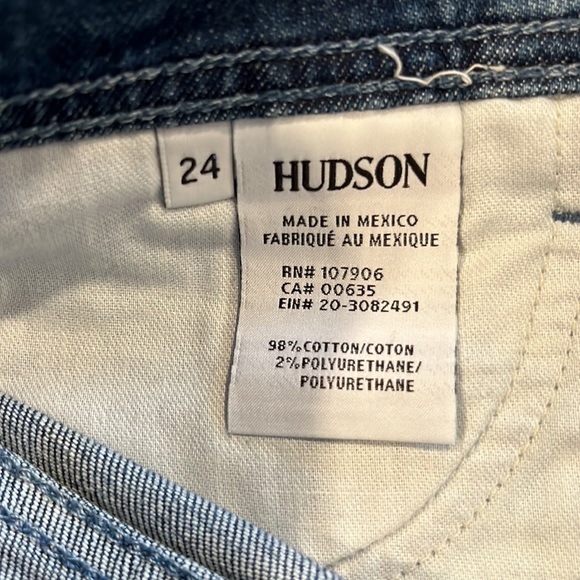 24
HUDSON
MADE IN MEXICO
FABRIQUÉ AU MEXIQUE
RN# 107906
CA# 00635
EIN# 20-3082491
98% COTTON/COTON
2% POLYURETHANE/
POLYURETHANE